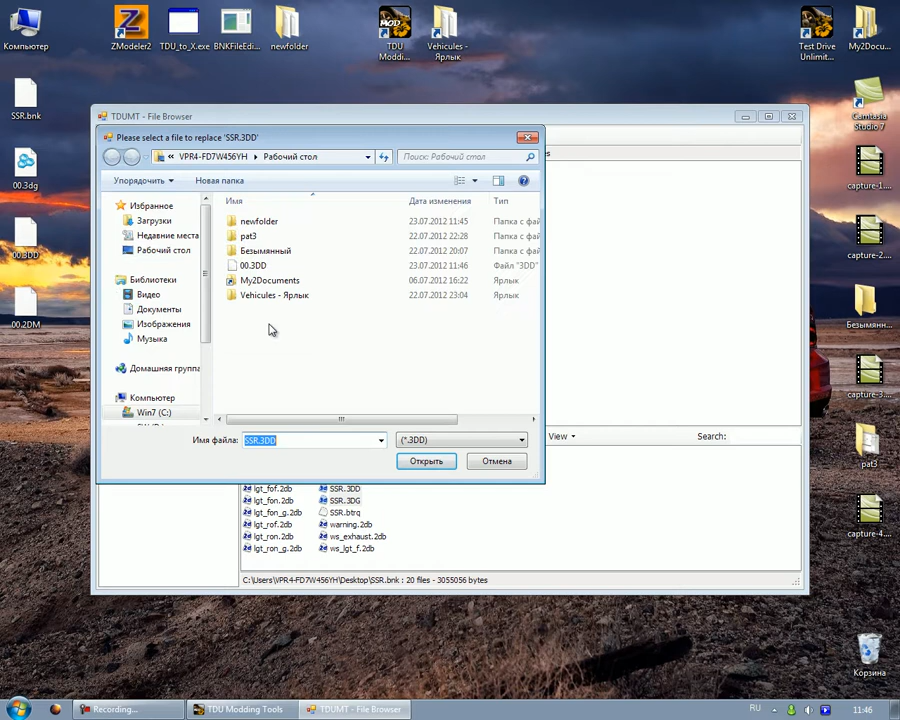 Компьютер
ZModeler2
TDU_to_X.exe
BNKFileEdi...
newfolder
TDU
Moddi...
Vehicules -
Ярлык
Test Drive
Unlimit...
My2Docu...
SSR.bnk
00.3dg
00.3DD
00.2DM
Camtasia
Studio 7
capture-1....
capture-2....
Безымянн...
capture-3....
pat3
capture-4....
Корзина
TDUMT - File Browser
Please select a file to replace 'SSR.3DD'
« VPR4-FD7W456YH Рабочий стол
Поиск: Рабочий стол
Упорядочить
Новая папка
Избранное
Загрузки
Недавние места
Рабочий стол
Библиотеки
Видео
Документы
Изображения
Музыка
Домашняя группа
Компьютер
Win7 (C:)
Имя Дата изменения Тип
newfolder 23.07.2012 11:45 Папка с фай
pat3 22.07.2012 22:28 Папка с фай
Безымянный 22.07.2012 20:07 Папка с фай
00.3DD 23.07.2012 11:46 Файл "3DD"
My2Documents 06.07.2012 16:22 Ярлык
Vehicules - Ярлык 22.07.2012 23:04 Ярлык
Имя файла: SSR.3DD (*.3DD)
Открыть Отмена
View Search:
lgt_fof.2db SSR.3DD
lgt_fon.2db SSR.3DG
lgt_fon_g.2db SSR.btrq
lgt_rof.2db warning.2db
lgt_ron.2db ws_exhaust.2db
lgt_ron_g.2db ws_lgt_f.2db
C:\Users\VPR4-FD7W456YH\Desktop\SSR.bnk : 20 files - 3055056 bytes
Recording...
TDU Modding Tools
TDUMT - File Browser
RU
11:46